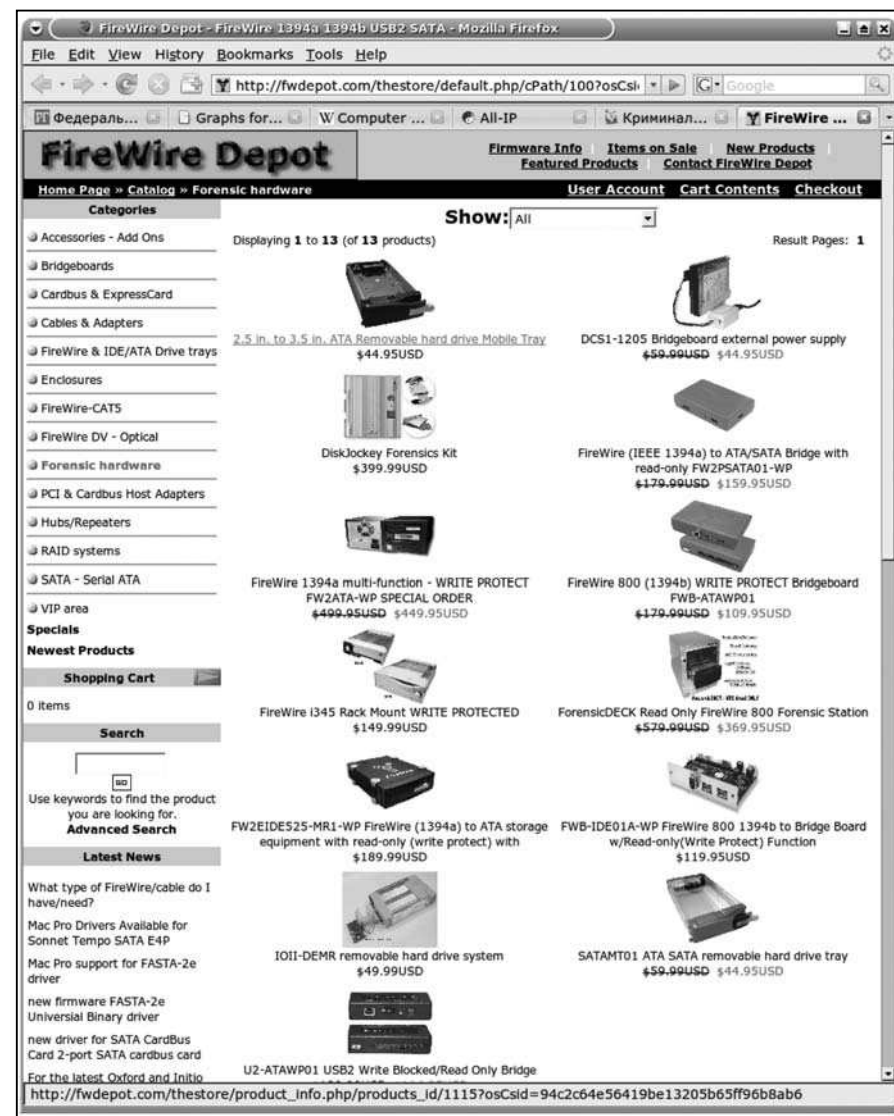 FireWire Depot - FireWire 1394a 1394b USB2 SATA - Mozilla Firefox
File Edit View History Bookmarks Tools Help
http://fwdepot.com/thestore/default.php/cPath/100?osCsi
Google
Федераль... Graphs for... Computer ... All-IP Криминал... FireWire ...
FireWire Depot
Firmware Info Items on Sale New Products
Featured Products Contact FireWire Depot
Home Page » Catalog » Forensic hardware
User Account Cart Contents Checkout
Categories
Accessories - Add Ons
Bridgeboards
Cardbus & ExpressCard
Cables & Adapters
FireWire & IDE/ATA Drive trays
Enclosures
FireWire-CAT5
FireWire DV - Optical
Forensic hardware
PCI & Cardbus Host Adapters
Hubs/Repeaters
RAID systems
SATA - Serial ATA
VIP area
Specials
Newest Products
Shopping Cart
0 items
Search
GO
Use keywords to find the product
you are looking for.
Advanced Search
Latest News
What type of FireWire/cable do I
have/need?
Mac Pro Drivers Available for
Sonnet Tempo SATA E4P
Mac Pro support for FASTA-2e
driver
new firmware FASTA-2e
Universial Binary driver
new driver for SATA CardBus
Card 2-port SATA cardbus card
For the latest Oxford and Initio
Show: All
Displaying 1 to 13 (of 13 products)
Result Pages: 1
2.5 in. to 3.5 in. ATA Removable hard drive Mobile Tray
$44.95USD
DCS1-1205 Bridgeboard external power supply
$59.99USD $44.95USD
DiskJockey Forensics Kit
$399.99USD
FireWire (IEEE 1394a) to ATA/SATA Bridge with
read-only FW2PSATA01-WP
$179.99USD $159.95USD
FireWire 1394a multi-function - WRITE PROTECT
FW2ATA-WP SPECIAL ORDER
$499.95USD $449.95USD
FireWire 800 (1394b) WRITE PROTECT Bridgeboard
FWB-ATAWP01
$179.99USD $109.95USD
FireWire i345 Rack Mount WRITE PROTECTED
$149.99USD
ForensicDECK Read Only FireWire 800 Forensic Station
$579.99USD $369.95USD
FW2EIDE525-MR1-WP FireWire (1394a) to ATA storage
equipment with read-only (write protect) with
$189.99USD
FWB-IDE01A-WP FireWire 800 1394b to Bridge Board
w/Read-only(Write Protect) Function
$119.95USD
IOII-DEMR removable hard drive system
$49.99USD
SATAMT01 ATA SATA removable hard drive tray
$59.99USD $44.95USD
U2-ATAWP01 USB2 Write Blocked/Read Only Bridge
http://fwdepot.com/thestore/product_info.php/products_id/1115?osCsid=94c2c64e56419be13205b65ff96b8ab6